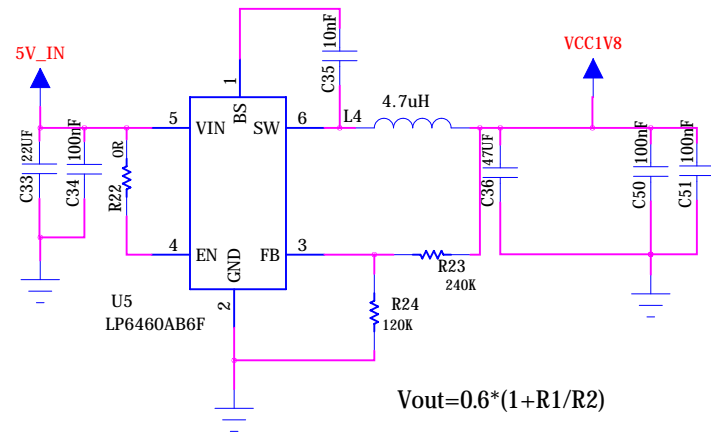 5V_IN
VCC1V8
10nF
C35
1
BS
4.7uH
L4
5
VIN
SW
6
22UF
C33
100nF
C34
0R
R22
47UF
C36
100nF
C50
100nF
C51
4
EN
GND
FB
3
2
R23
240K
R24
120K
U5
LP6460AB6F
Vout=0.6*(1+R1/R2)